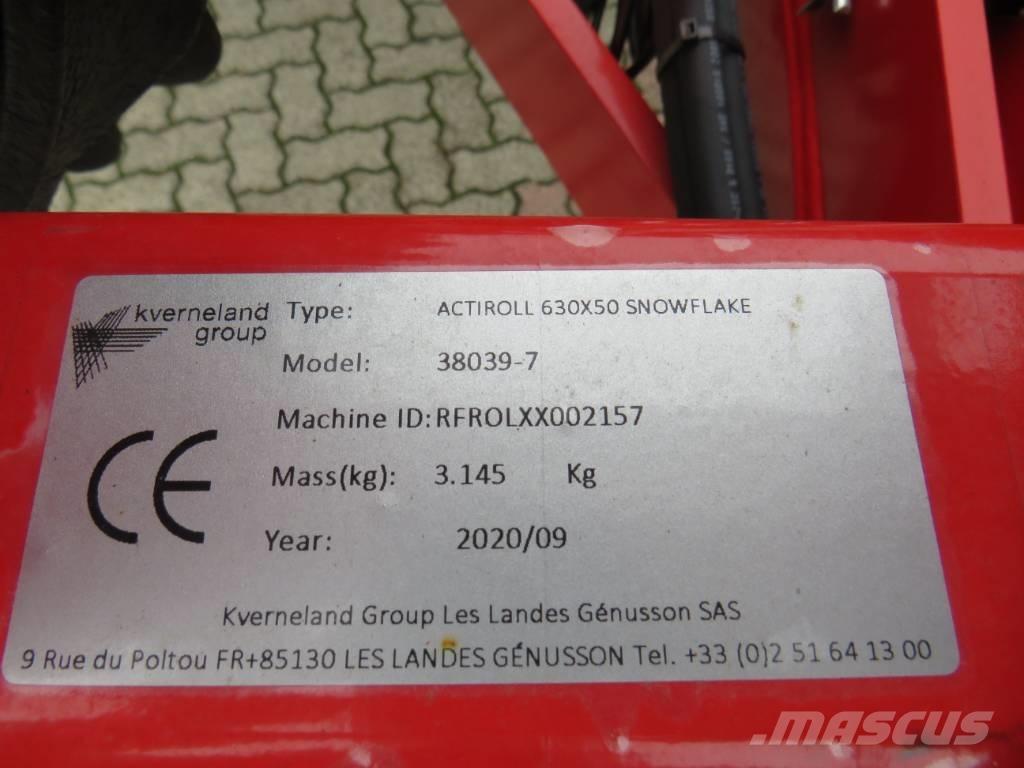 kverneland
group
Type: ACTIROLL 630X50 SNOWFLAKE
Model: 38039-7
Machine ID: RFROLXX002157
Mass(kg): 3.145 Kg
Year: 2020/09
CE
Kverneland Group Les Landes Génusson SAS
9 Rue du Poitou FR+85130 LES LANDES GÉNUSSON Tel. +33 (0)2 51 64 13 00
mascus